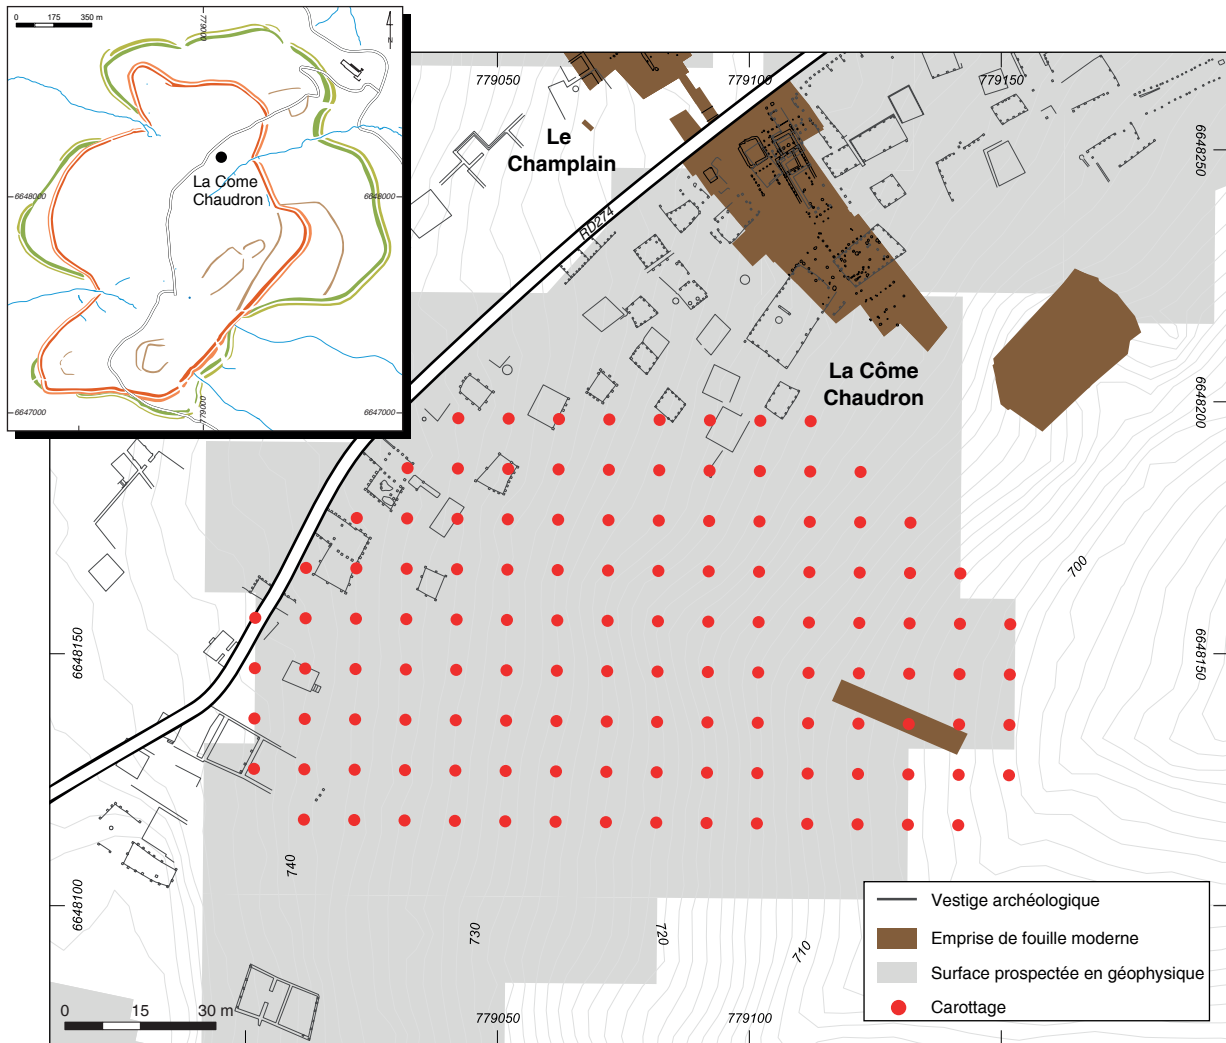 0 175 350 m
779000
N
La Côme
Chaudron
6648000
6648000
6647000
779000
6647000
779050
779100
779150
Le
Champlain
6648250
RD274
La Côme
Chaudron
6648200
700
6648150
6648150
740
6648100
730
720
710
0 15 30 m
779050
779100
Vestige archéologique
Emprise de fouille moderne
Surface prospectée en géophysique
Carottage